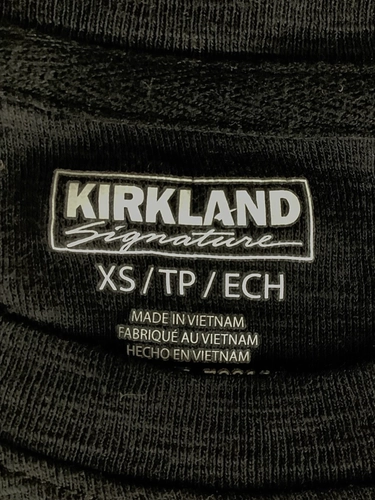 KIRKLAND
Signature
XS / TP / ECH
MADE IN VIETNAM
FABRIQUÉ AU VIETNAM
HECHO EN VIETNAM